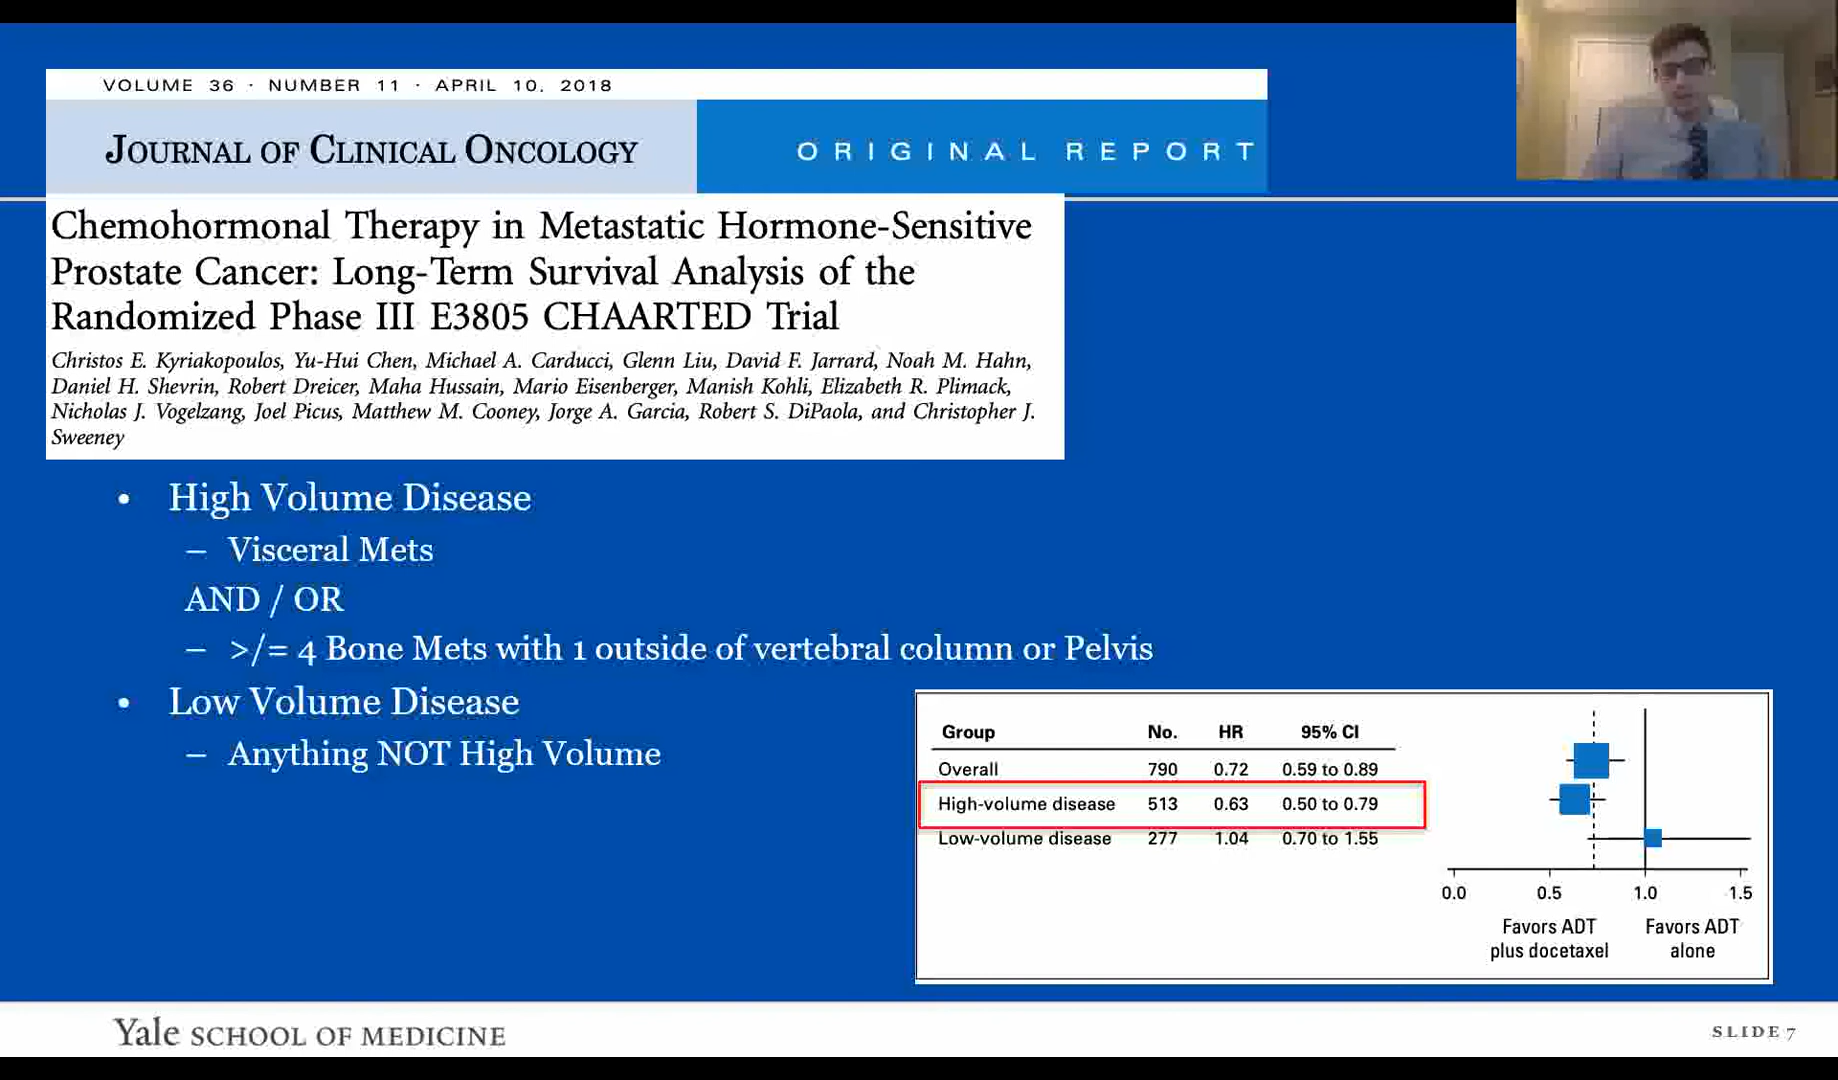 VOLUME 36 · NUMBER 11 · APRIL 10, 2018
JOURNAL OF CLINICAL ONCOLOGY
ORIGINAL REPORT
Chemohormonal Therapy in Metastatic Hormone-Sensitive
Prostate Cancer: Long-Term Survival Analysis of the
Randomized Phase III E3805 CHAARTED Trial
Christos E. Kyriakopoulos, Yu-Hui Chen, Michael A. Carducci, Glenn Liu, David F. Jarrard, Noah M. Hahn,
Daniel H. Shevrin, Robert Dreicer, Maha Hussain, Mario Eisenberger, Manish Kohli, Elizabeth R. Plimack,
Nicholas J. Vogelzang, Joel Picus, Matthew M. Cooney, Jorge A. Garcia, Robert S. DiPaola, and Christopher J.
Sweeney
• High Volume Disease
– Visceral Mets
AND / OR
– >/= 4 Bone Mets with 1 outside of vertebral column or Pelvis
• Low Volume Disease
– Anything NOT High Volume
Group No. HR 95% CI
Overall 790 0.72 0.59 to 0.89
High-volume disease 513 0.63 0.50 to 0.79
Low-volume disease 277 1.04 0.70 to 1.55
0.0 0.5 1.0 1.5
Favors ADT
plus docetaxel
Favors ADT
alone
Yale SCHOOL OF MEDICINE
SLIDE 7